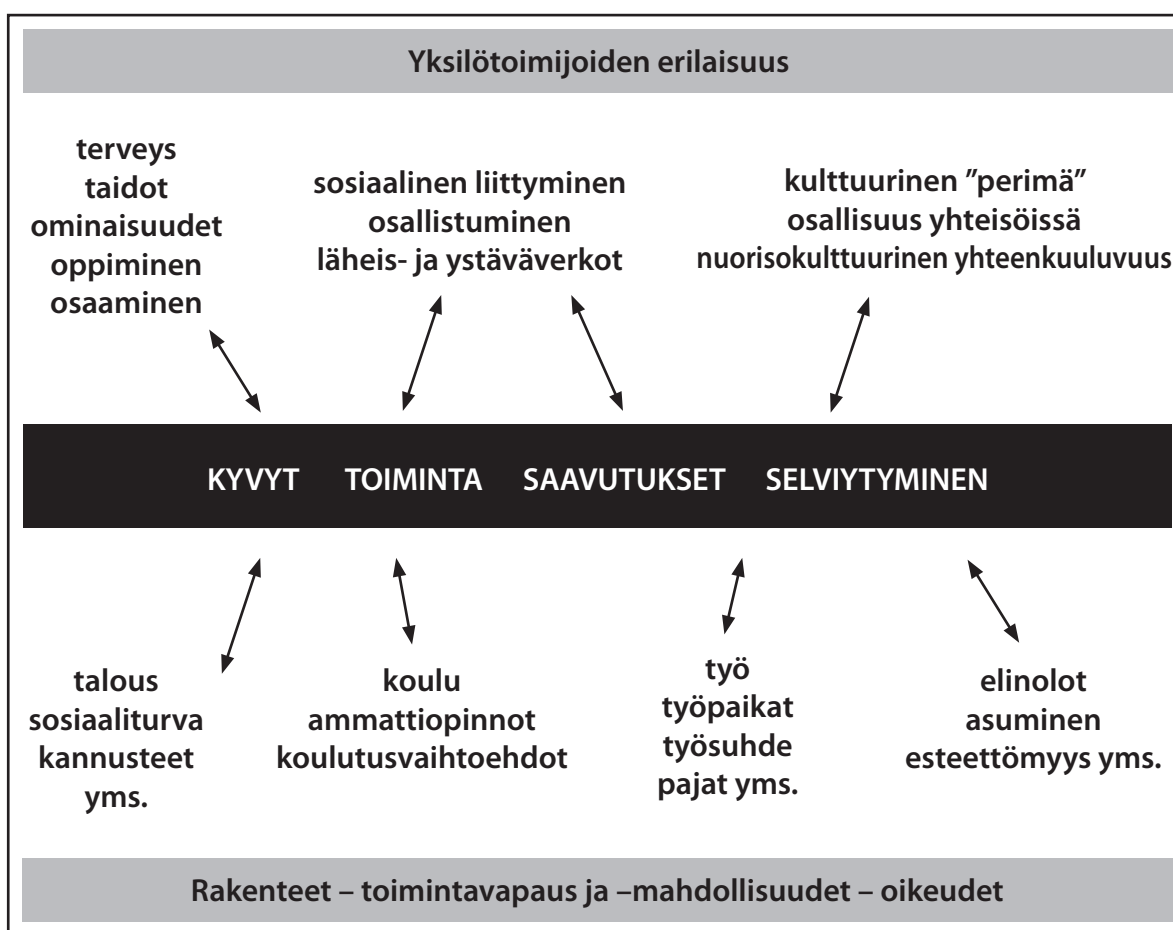 Yksilötoimijoiden erilaisuus
terveys
taidot
ominaisuudet
oppiminen
osaaminen
sosiaalinen liittyminen
osallistuminen
läheis- ja ystäväverkot
kulttuurinen ”perimä”
osallisuus yhteisöissä
nuorisokulttuurinen yhteenkuuluvuus
KYVYT TOIMINTA SAAVUTUKSET SELVIYTYMINEN
talous
sosiaaliturva
kannusteet
yms.
koulu
ammattiopinnot
koulutusvaihtoehdot
työ
työpaikat
työsuhde
pajat yms.
elinolot
asuminen
esteettömyys yms.
Rakenteet – toimintavapaus ja –mahdollisuudet – oikeudet